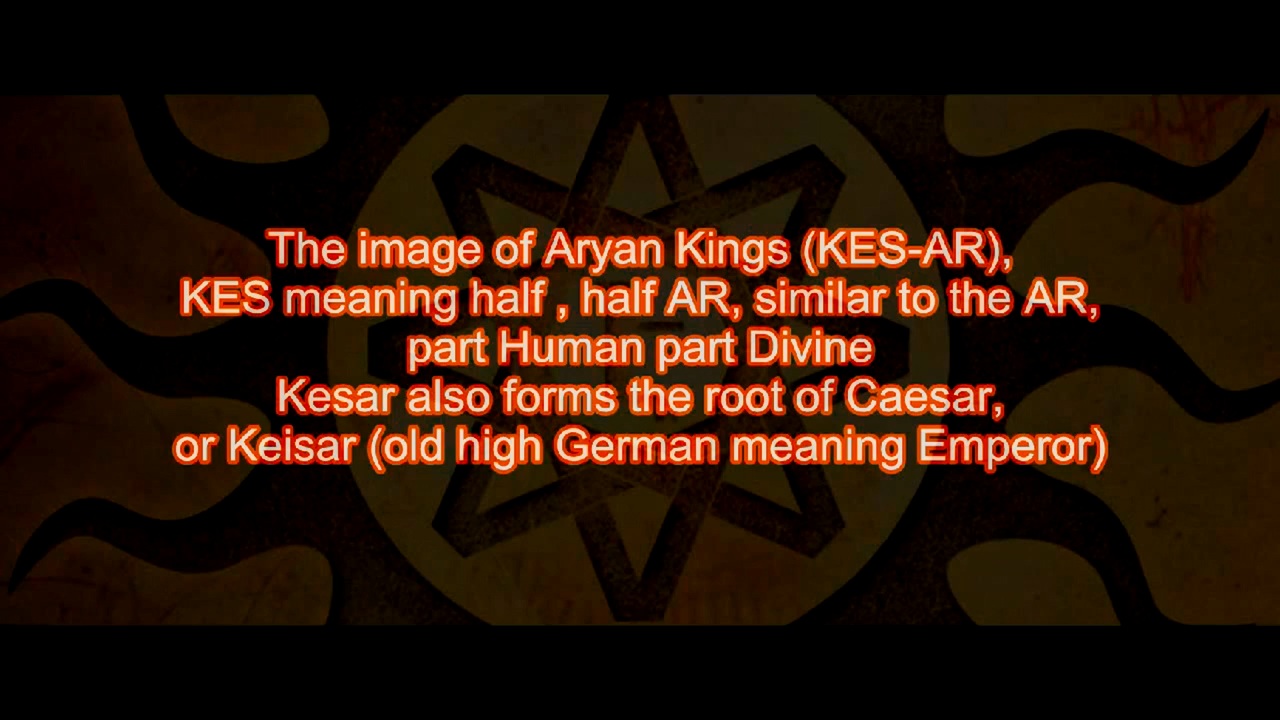 The image of Aryan Kings (KES-AR),
KES meaning half , half AR, similar to the AR,
part Human part Divine
Kesar also forms the root of Caesar,
or Keisar (old high German meaning Emperor)